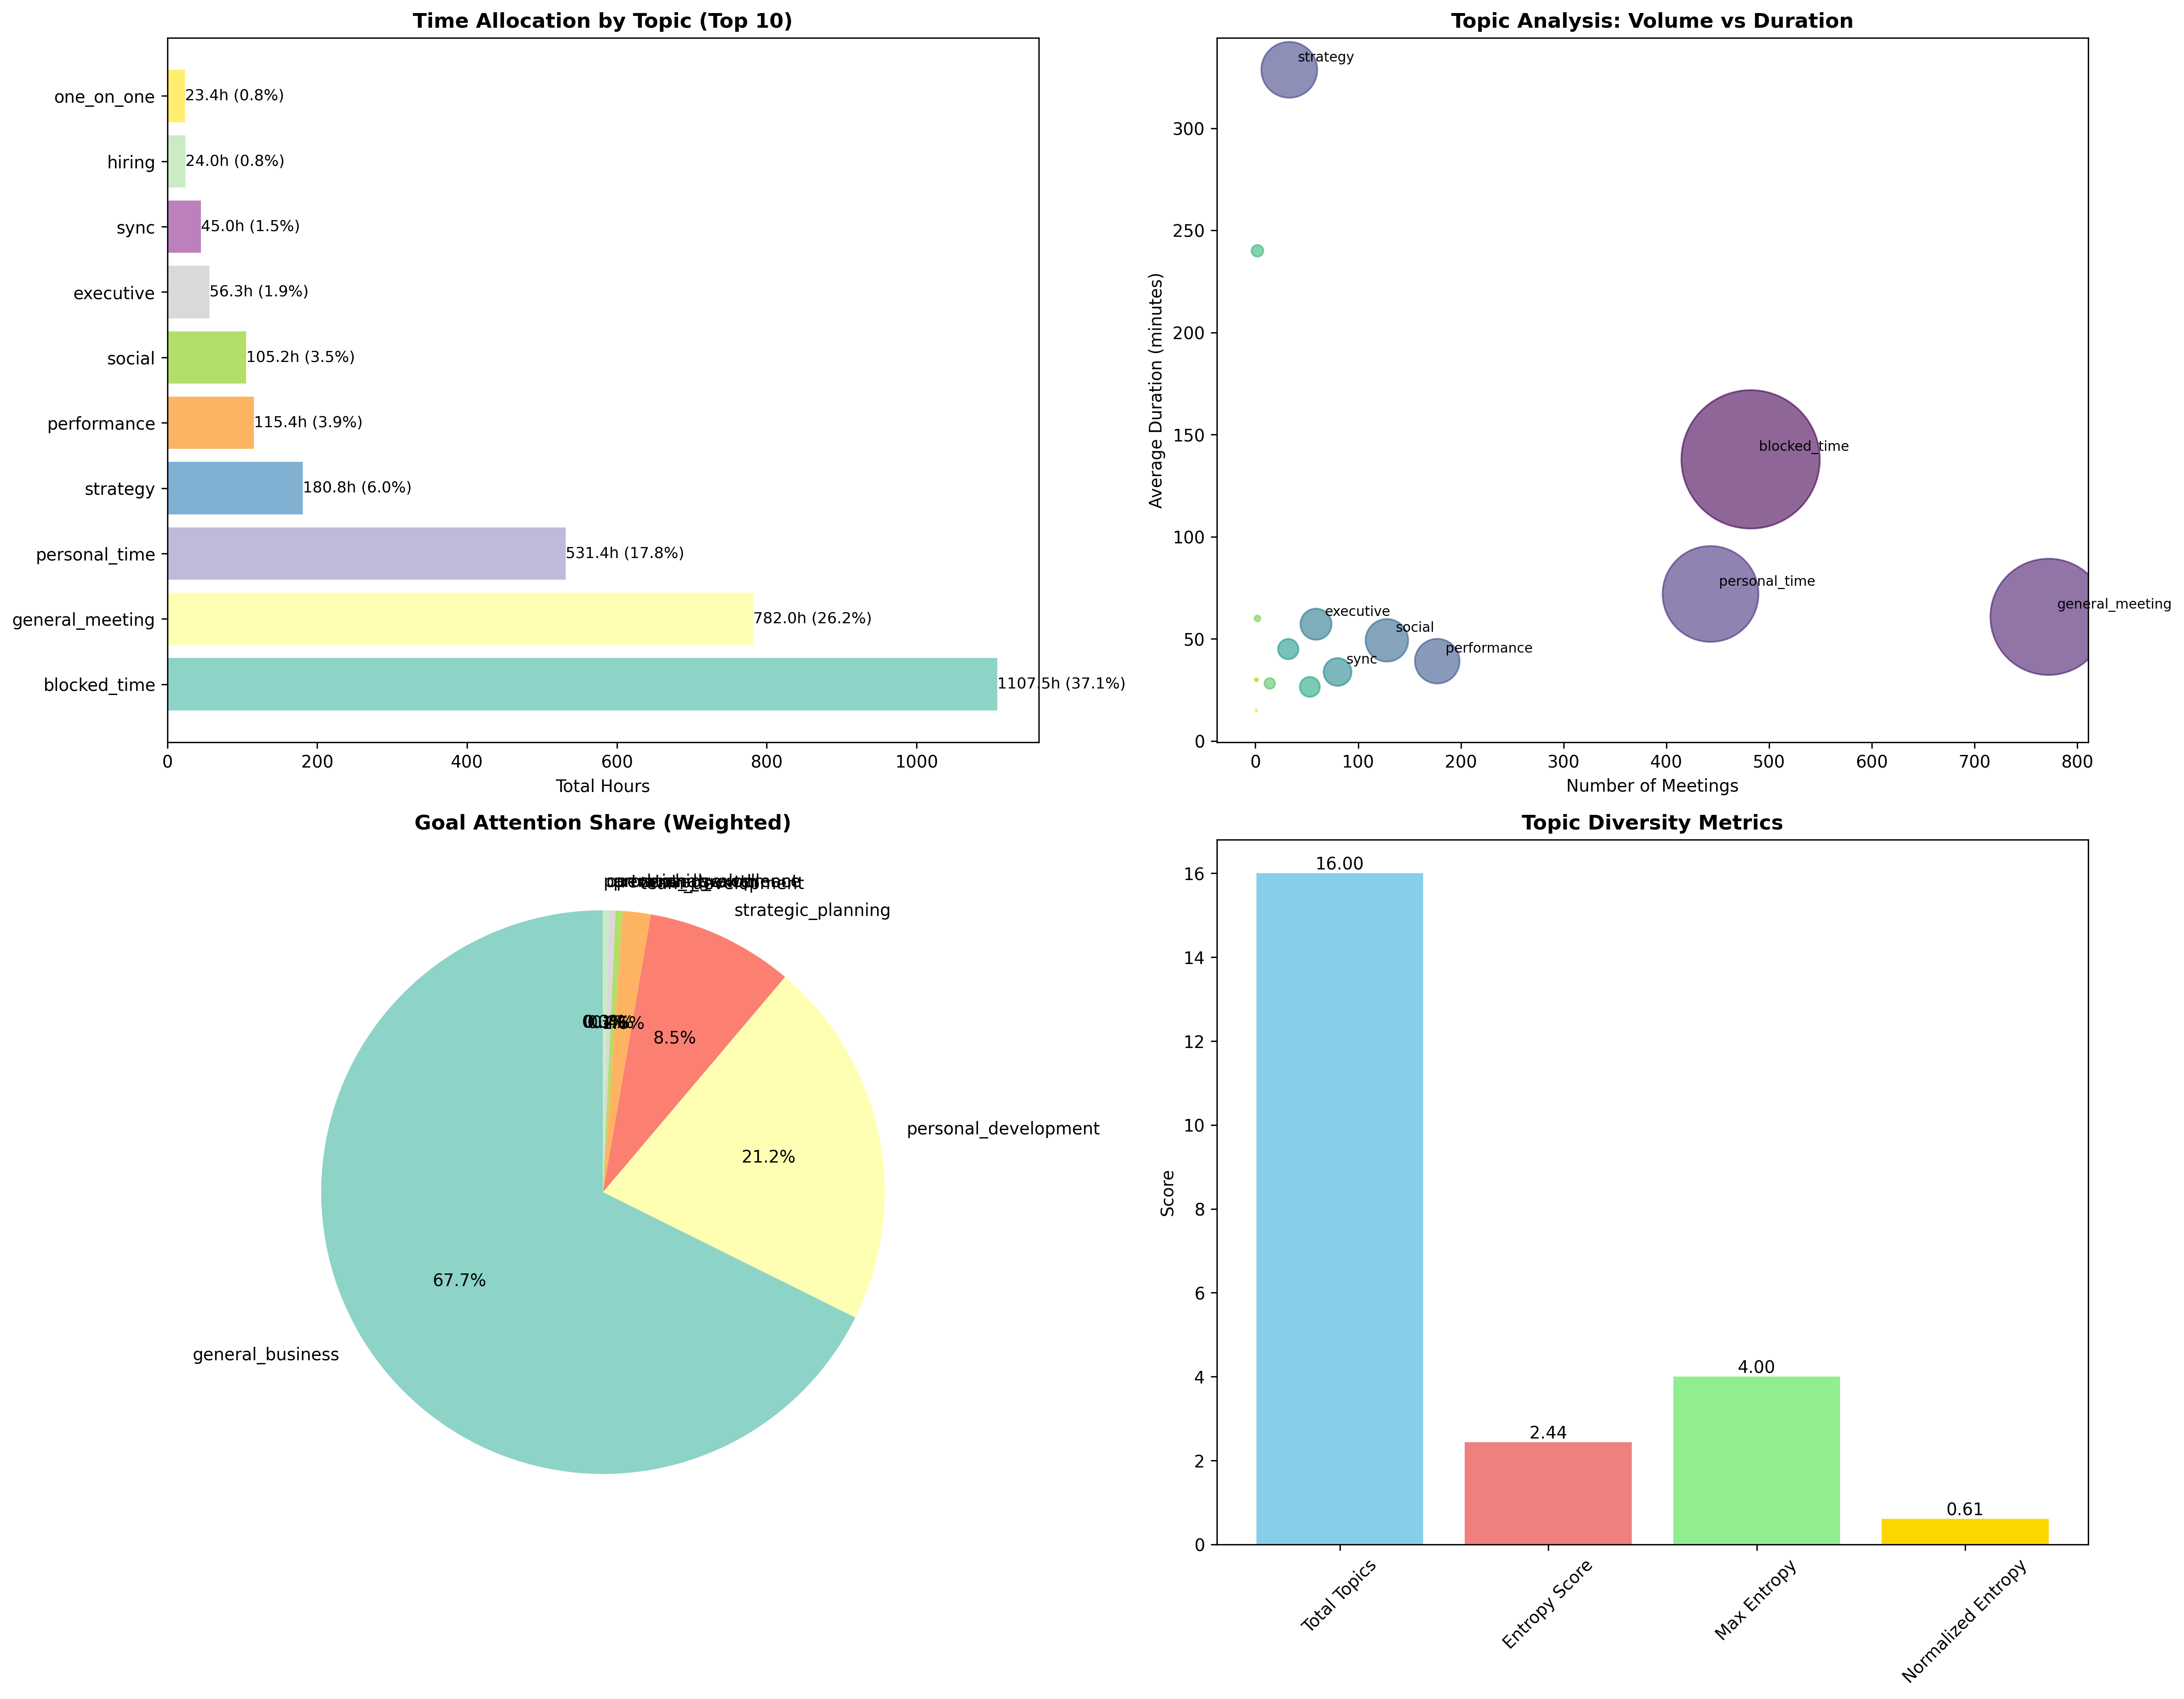 Time Allocation by Topic (Top 10)
one_on_one
23.4h (0.8%)
hiring
24.0h (0.8%)
sync
45.0h (1.5%)
executive
56.3h (1.9%)
social
105.2h (3.5%)
performance
115.4h (3.9%)
strategy
180.8h (6.0%)
personal_time
531.4h (17.8%)
general_meeting
782.0h (26.2%)
blocked_time
1107.5h (37.1%)
0 200 400 600 800 1000
Total Hours
Topic Analysis: Volume vs Duration
Average Duration (minutes)
300
250
200
150
100
50
0
strategy
blocked_time
personal_time
general_meeting
executive
social
performance
sync
0 100 200 300 400 500 600 700 800
Number of Meetings
Goal Attention Share (Weighted)
team_development
strategic_planning
8.5%
personal_development
21.2%
67.7%
general_business
Topic Diversity Metrics
Score
16
14
12
10
8
6
4
2
0
16.00
2.44
4.00
0.61
Total Topics
Entropy Score
Max Entropy
Normalized Entropy